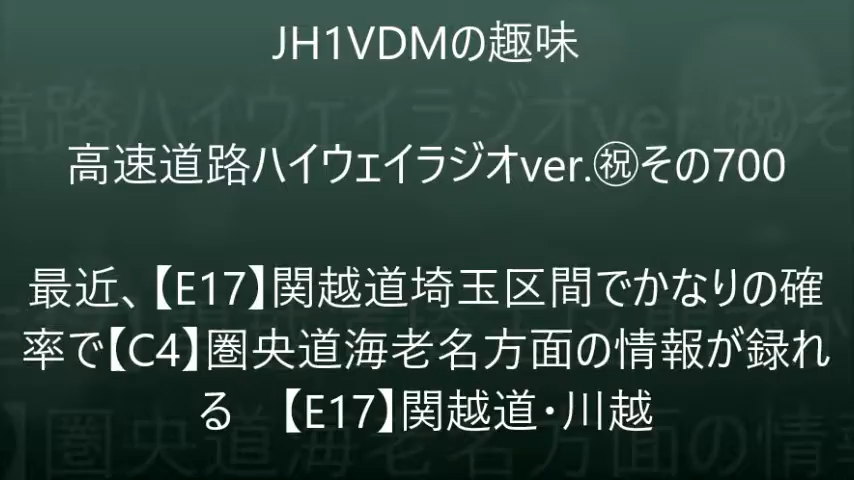 JH1VDMの趣味
高速道路ハイウェイラジオver.㊗その700
最近、【E17】関越道埼玉区間でかなりの確
率で【C4】圏央道海老名方面の情報が録れ
る　【E17】関越道・川越